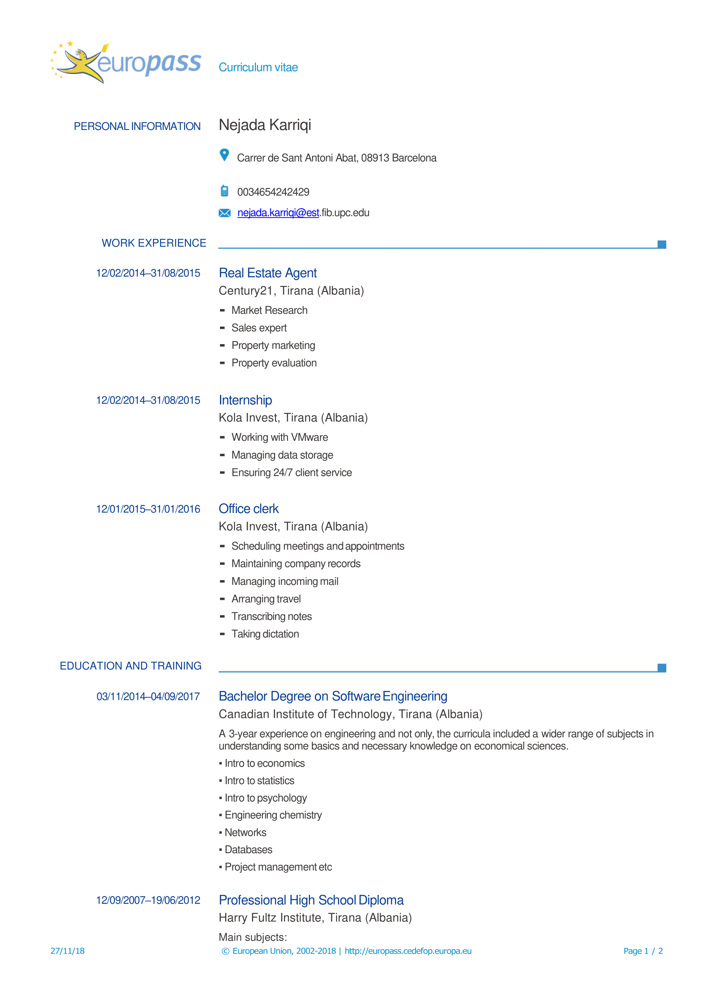 europass
Curriculum vitae
PERSONAL INFORMATION
Nejada Karriqi
Carrer de Sant Antoni Abat, 08913 Barcelona
0034654242429
nejada.karriqi@est.fib.upc.edu
WORK EXPERIENCE
12/02/2014–31/08/2015
Real Estate Agent
Century21, Tirana (Albania)
- Market Research
- Sales expert
- Property marketing
- Property evaluation
12/02/2014–31/08/2015
Internship
Kola Invest, Tirana (Albania)
- Working with VMware
- Managing data storage
- Ensuring 24/7 client service
12/01/2015–31/01/2016
Office clerk
Kola Invest, Tirana (Albania)
- Scheduling meetings and appointments
- Maintaining company records
- Managing incoming mail
- Arranging travel
- Transcribing notes
- Taking dictation
EDUCATION AND TRAINING
03/11/2014–04/09/2017
Bachelor Degree on Software Engineering
Canadian Institute of Technology, Tirana (Albania)
A 3-year experience on engineering and not only, the curricula included a wider range of subjects in
understanding some basics and necessary knowledge on economical sciences.
▪ Intro to economics
▪ Intro to statistics
▪ Intro to psychology
▪ Engineering chemistry
▪ Networks
▪ Databases
▪ Project management etc
12/09/2007–19/06/2012
Professional High School Diploma
Harry Fultz Institute, Tirana (Albania)
Main subjects:
27/11/18
© European Union, 2002-2018 | http://europass.cedefop.europa.eu
Page 1 / 2